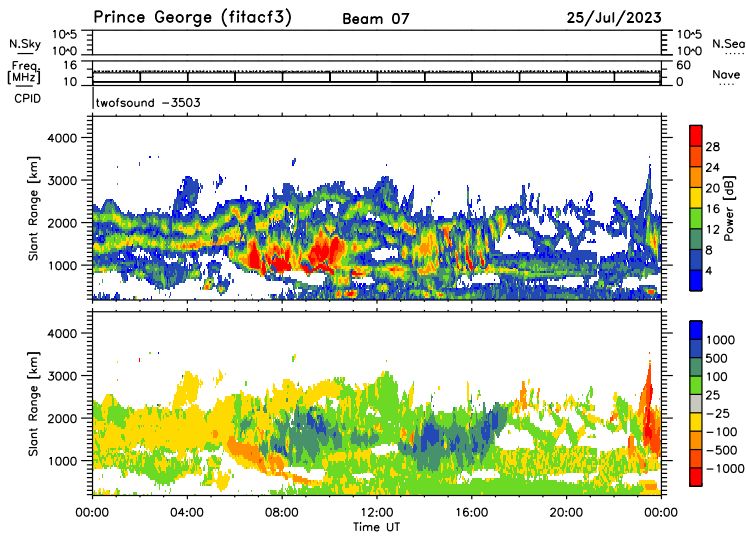 Prince George (fitacf3) Beam 07 25/Jul/2023
N.Sky 10^5 10^0 10^5 10^0 N.Sea
Freq. [MHz] 16 10 60 0 Nave
CPID twofsound -3503
Slant Range [km]
4000
3000
2000
1000
Power [dB]
28
24
20
16
12
8
4
Slant Range [km]
4000
3000
2000
1000
1000
500
100
25
-25
-100
-500
-1000
00:00 04:00 08:00 12:00 16:00 20:00 00:00
Time UT